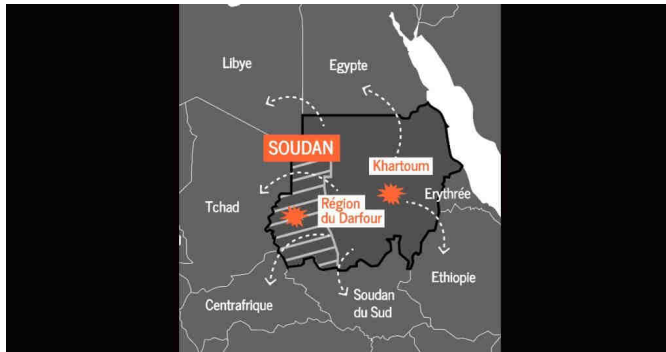 Libye
Egypte
SOUDAN
Khartoum
Tchad
Région
du Darfour
Erythrée
Centrafrique
Soudan
du Sud
Ethiopie